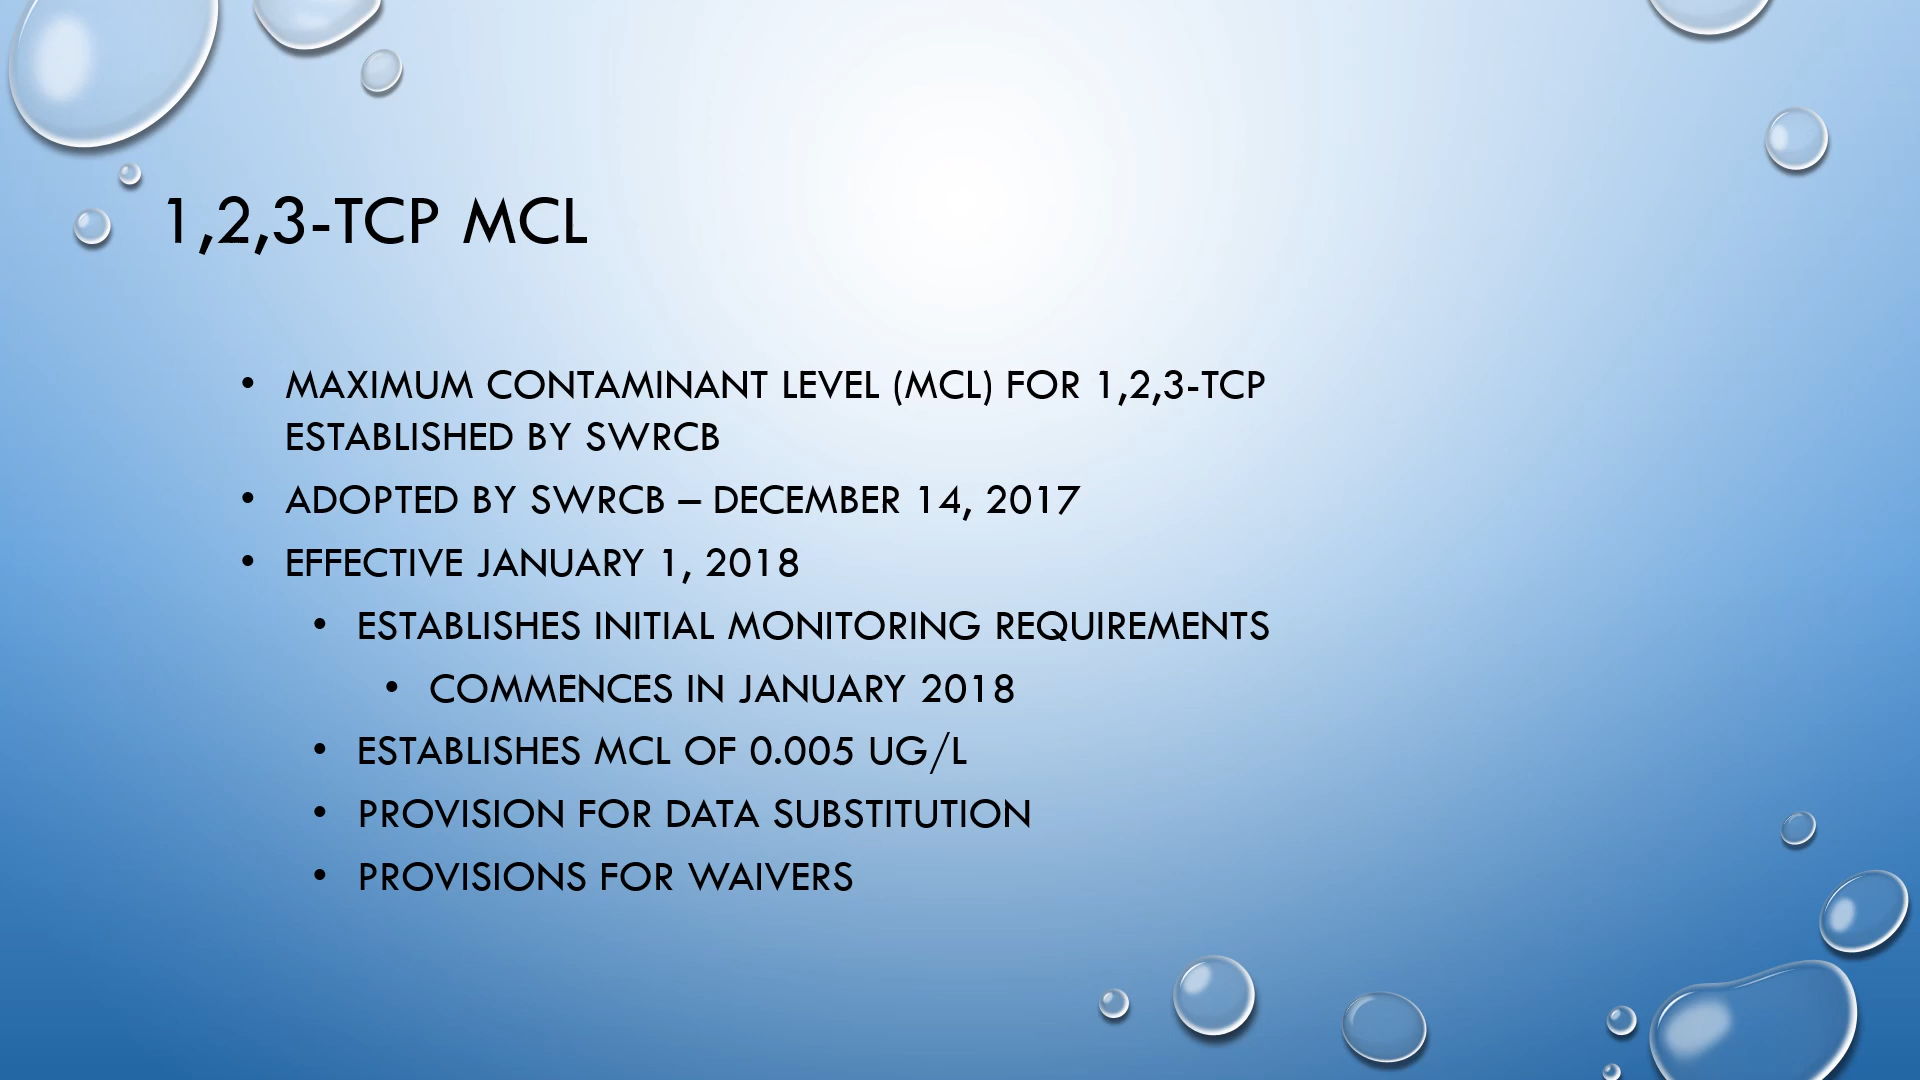 1,2,3-TCP MCL
• MAXIMUM CONTAMINANT LEVEL (MCL) FOR 1,2,3-TCP
ESTABLISHED BY SWRCB
• ADOPTED BY SWRCB – DECEMBER 14, 2017
• EFFECTIVE JANUARY 1, 2018
• ESTABLISHES INITIAL MONITORING REQUIREMENTS
• COMMENCES IN JANUARY 2018
• ESTABLISHES MCL OF 0.005 UG/L
• PROVISION FOR DATA SUBSTITUTION
• PROVISIONS FOR WAIVERS